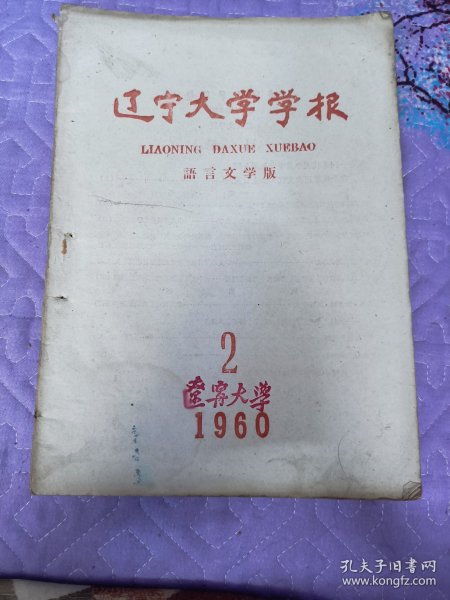 辽宁大学学报
LIAONING DAXUE XUEBAO
語言文学版
2
遼寧大学
1960
孔夫子旧书网
www.kongfz.com